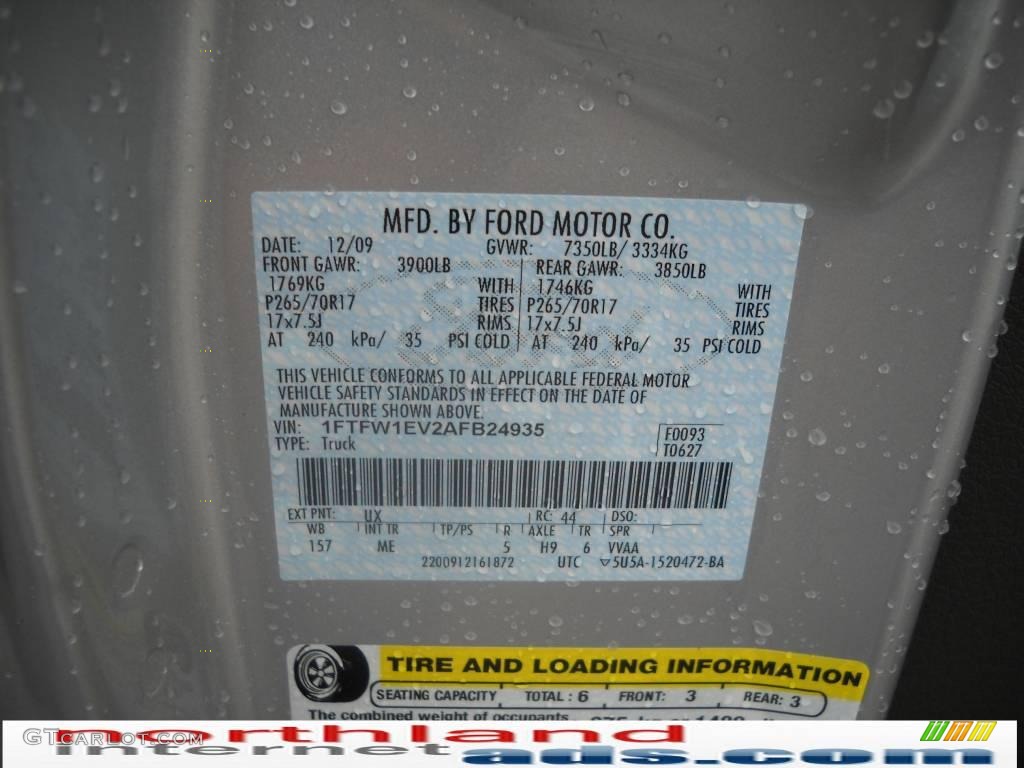 MFD. BY FORD MOTOR CO.
DATE: 12/09 GVWR: 7350LB/ 3334KG
FRONT GAWR: 3900LB REAR GAWR: 3850LB
1769KG WITH 1746KG WITH
P265/70R17 TIRES P265/70R17 TIRES
17x7.5J RIMS 17x7.5J RIMS
AT 240 kPa/ 35 PSI COLD AT 240 kPa/ 35 PSI COLD
THIS VEHICLE CONFORMS TO ALL APPLICABLE FEDERAL MOTOR
VEHICLE SAFETY STANDARDS IN EFFECT ON THE DATE OF
MANUFACTURE SHOWN ABOVE.
VIN: 1FTFW1EV2AFB24935 F0093
TYPE: Truck T0627
EXT PNT: UX RC: 44 DSO:
WB INT TR TP/PS R AXLE TR SPR
157 ME 5 H9 6 VVAA
2200912161872 UTC ▽5U5A-1520472-BA
TIRE AND LOADING INFORMATION
SEATING CAPACITY TOTAL: 6 FRONT: 3 REAR: 3
The combined weight of occupants
GTCarLot.com
northland
internet ads.com